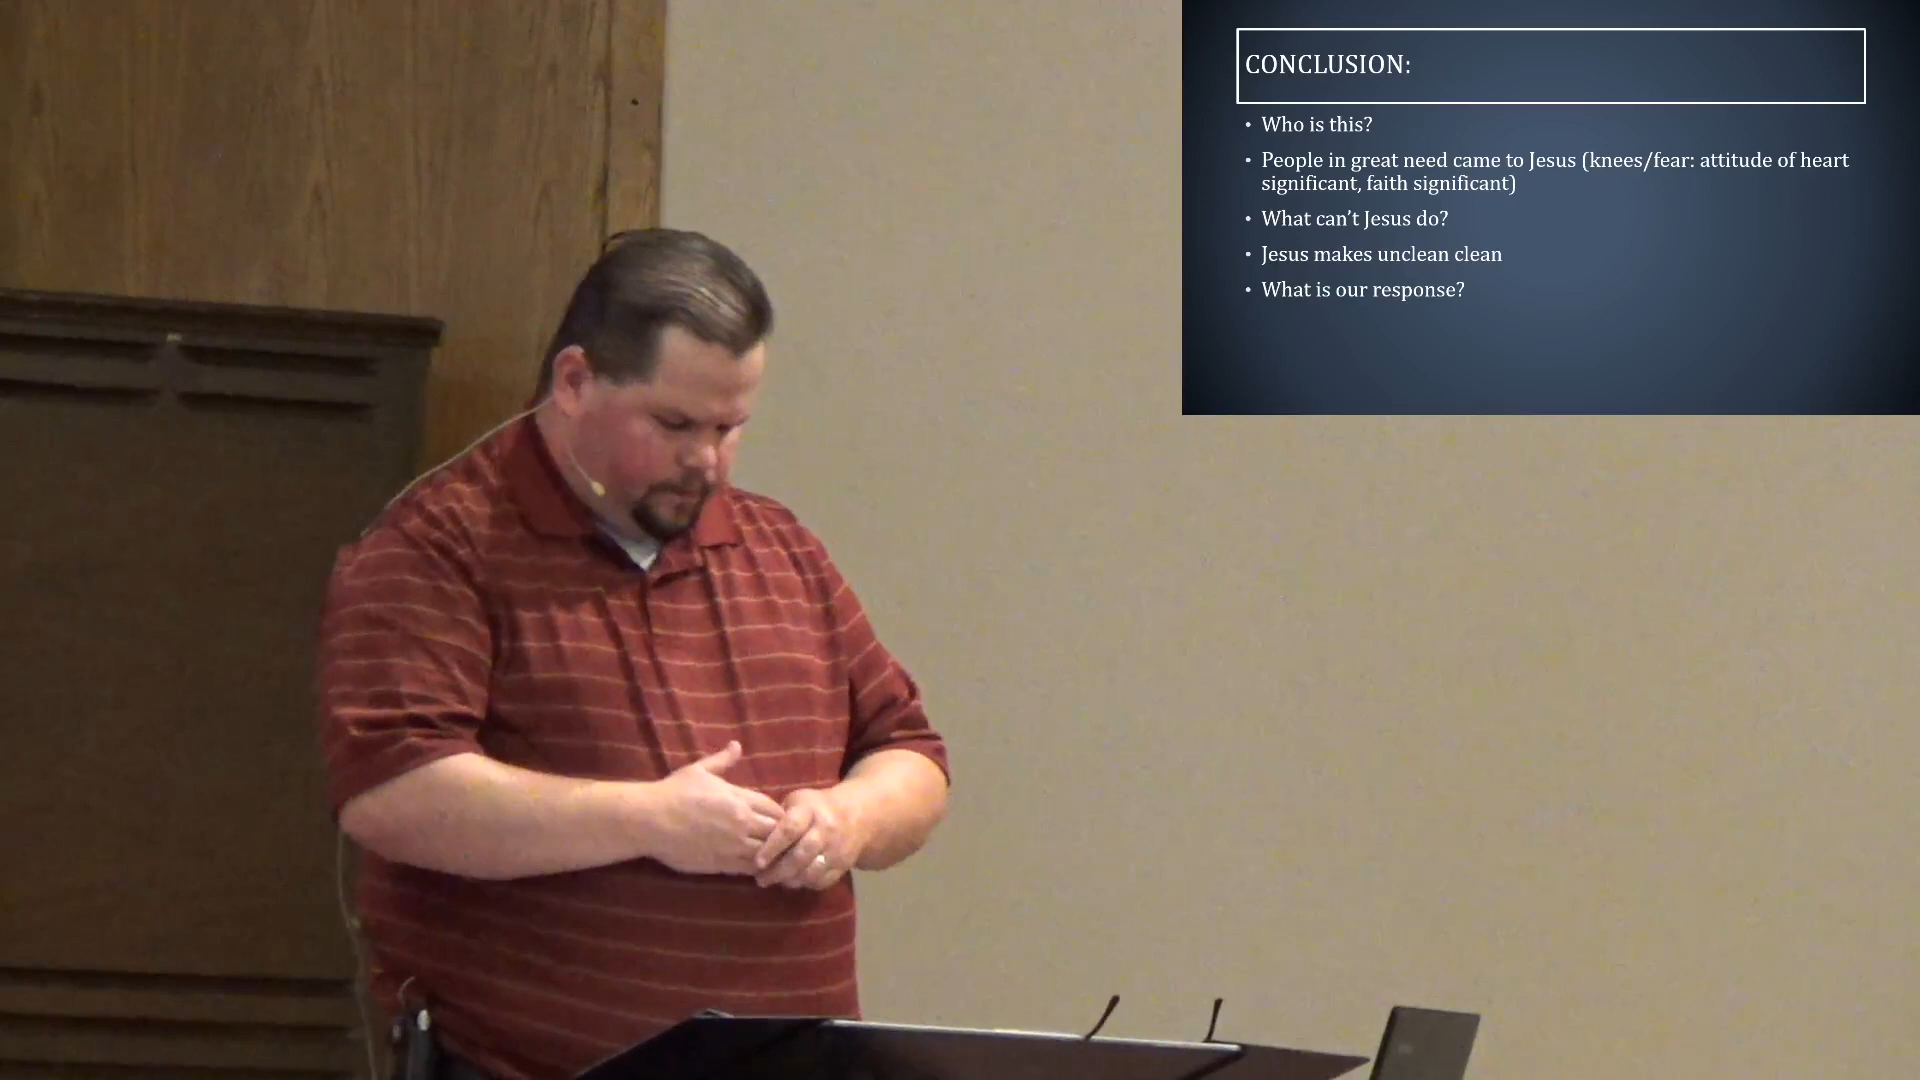 CONCLUSION:
• Who is this?
• People in great need came to Jesus (knees/fear: attitude of heart
significant, faith significant)
• What can't Jesus do?
• Jesus makes unclean clean
• What is our response?